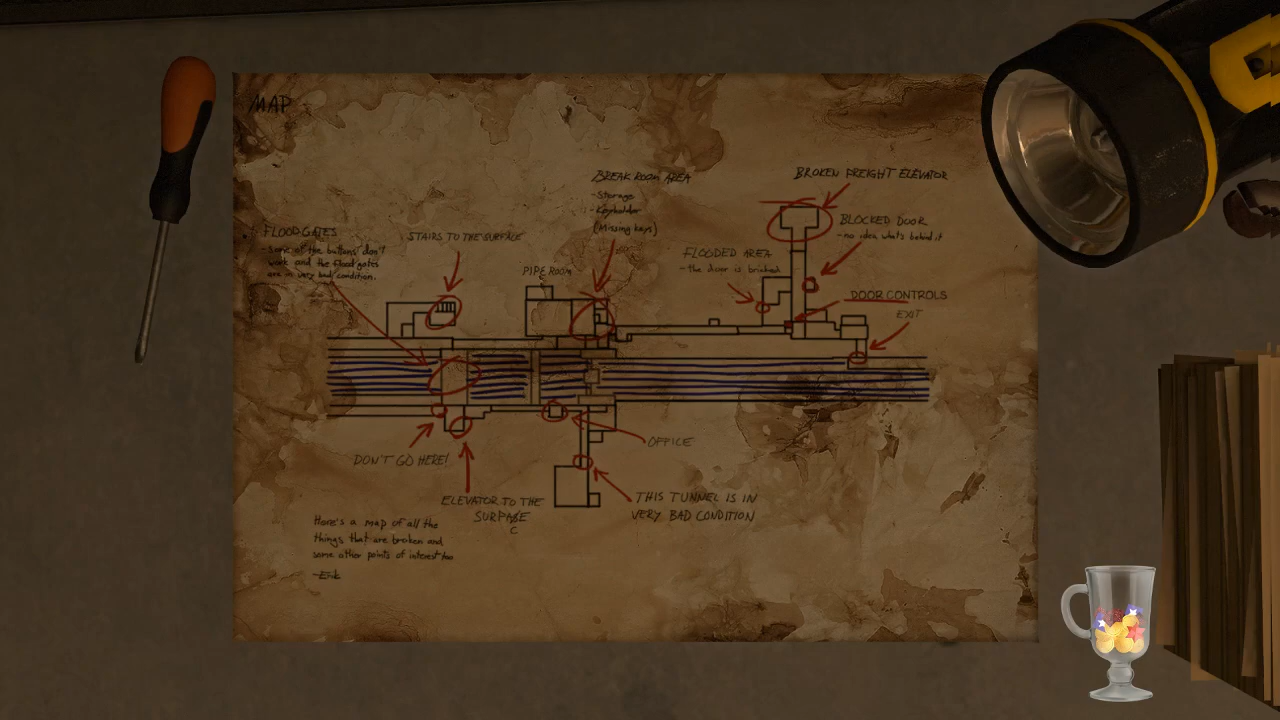 MAP
BREAK ROOM AREA
-Storage
-Keyholder
(Missing keys)
BROKEN FREIGHT ELEVATOR
BLOCKED DOOR
-no idea what's behind it
FLOOD GATES
-some of the buttons don't
work and the flood gates
are in very bad condition.
STAIRS TO THE SURFACE
PIPE ROOM
FLOODED AREA
-the door is bricked
DOOR CONTROLS
EXIT
DON'T GO HERE!
OFFICE
ELEVATOR TO THE
SURFACE
C
THIS TUNNEL IS IN
VERY BAD CONDITION
Here's a map of all the
things that are broken and
some other points of interest too
-Erik